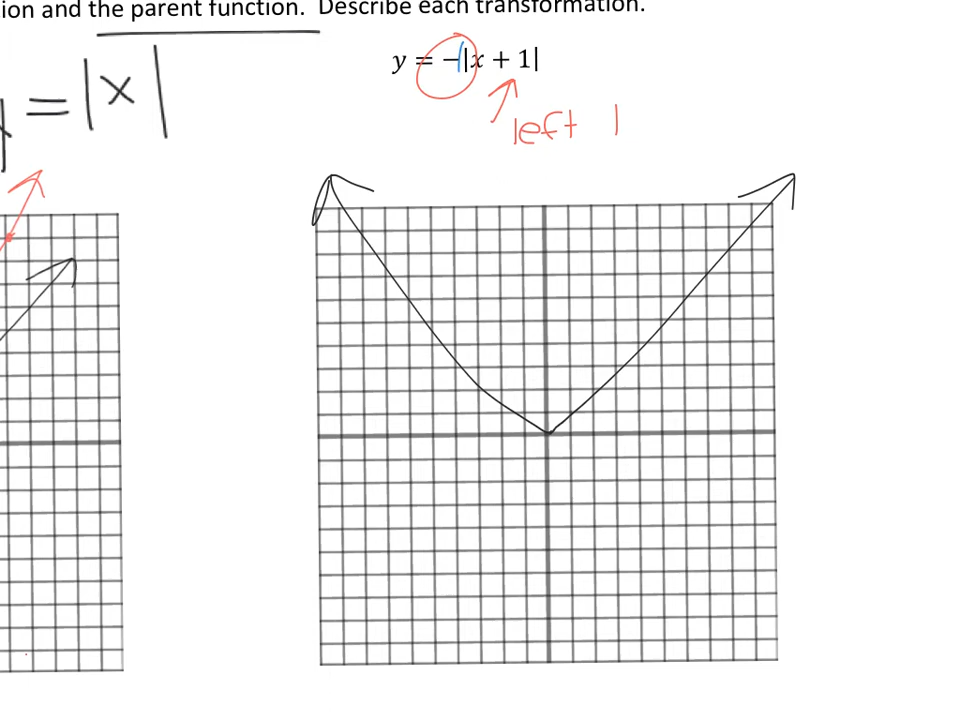 ion and the parent function. Describe each transformation.
y = -|x + 1|
y = |x|
left 1